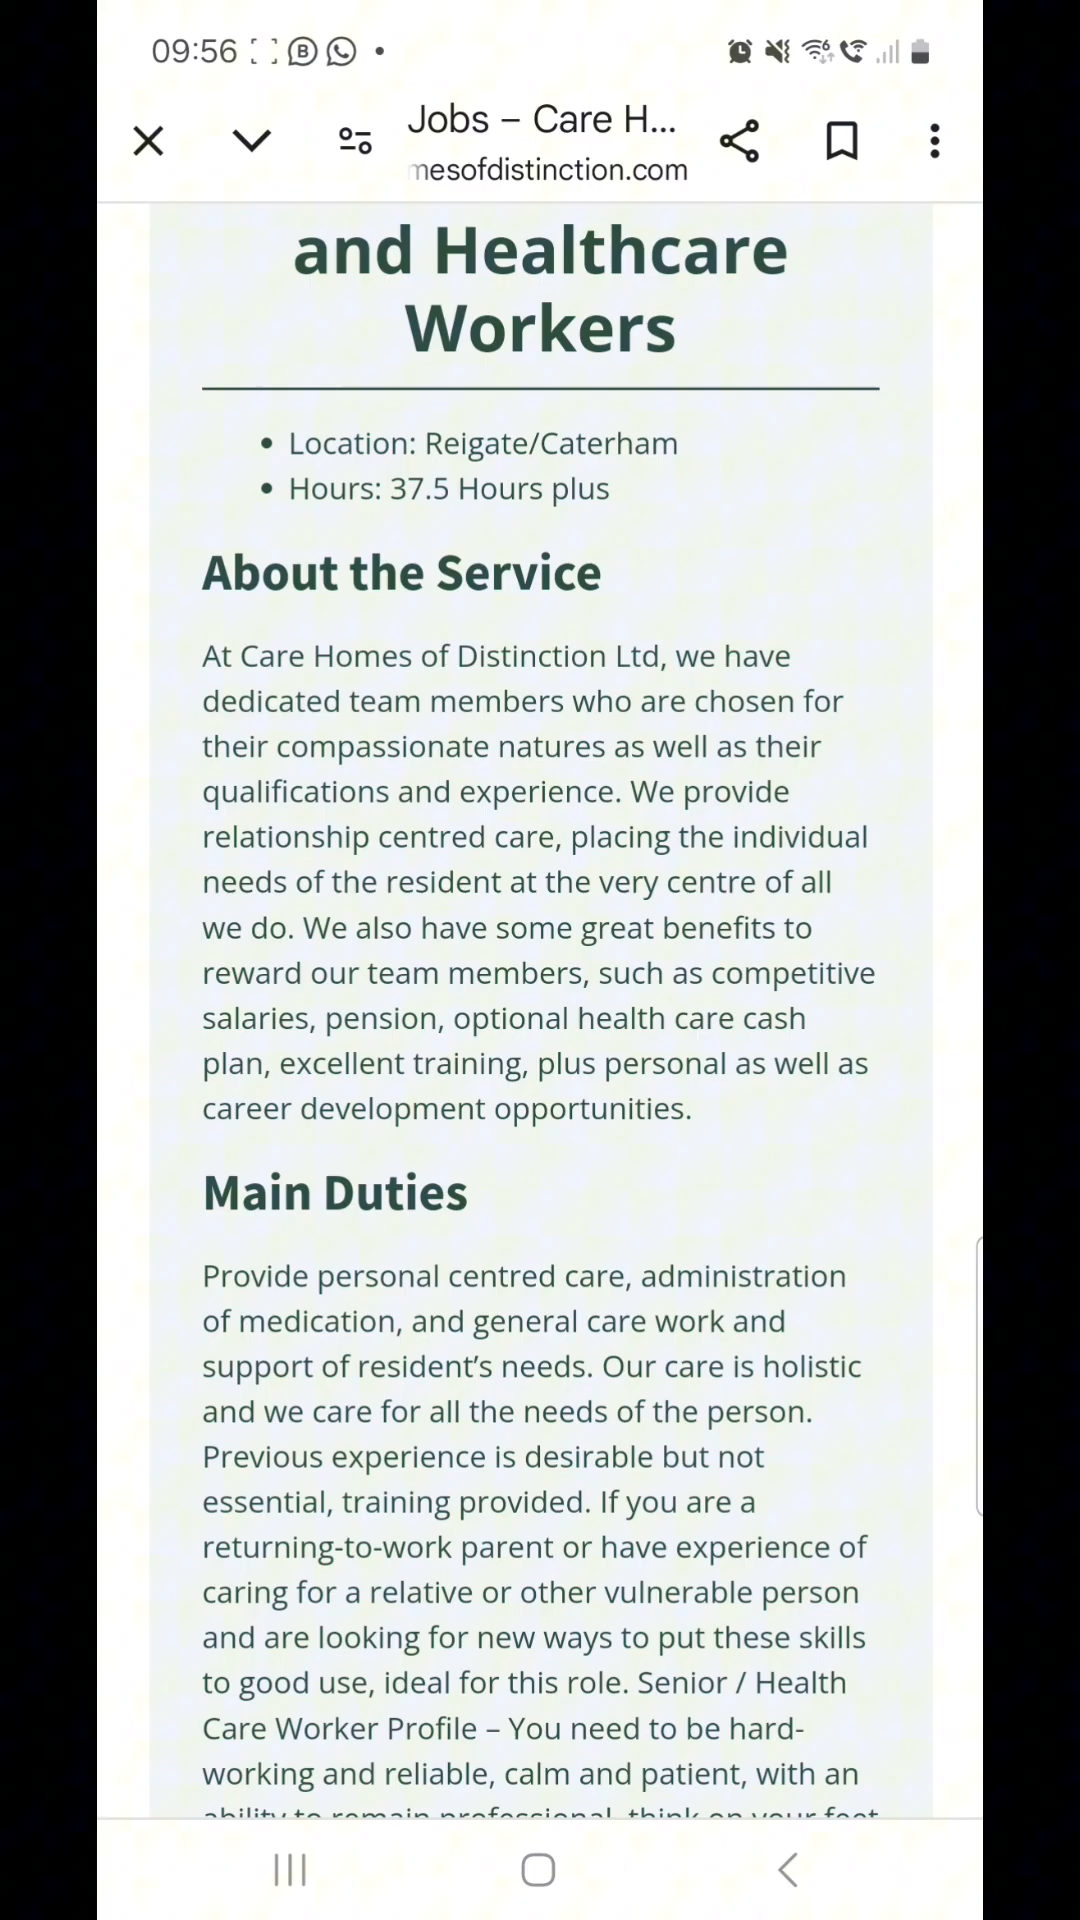 09:56
Jobs – Care H...
mesofdistinction.com
and Healthcare
Workers
• Location: Reigate/Caterham
• Hours: 37.5 Hours plus
About the Service
At Care Homes of Distinction Ltd, we have
dedicated team members who are chosen for
their compassionate natures as well as their
qualifications and experience. We provide
relationship centred care, placing the individual
needs of the resident at the very centre of all
we do. We also have some great benefits to
reward our team members, such as competitive
salaries, pension, optional health care cash
plan, excellent training, plus personal as well as
career development opportunities.
Main Duties
Provide personal centred care, administration
of medication, and general care work and
support of resident’s needs. Our care is holistic
and we care for all the needs of the person.
Previous experience is desirable but not
essential, training provided. If you are a
returning-to-work parent or have experience of
caring for a relative or other vulnerable person
and are looking for new ways to put these skills
to good use, ideal for this role. Senior / Health
Care Worker Profile – You need to be hard-
working and reliable, calm and patient, with an
ability to remain professional, think on your feet